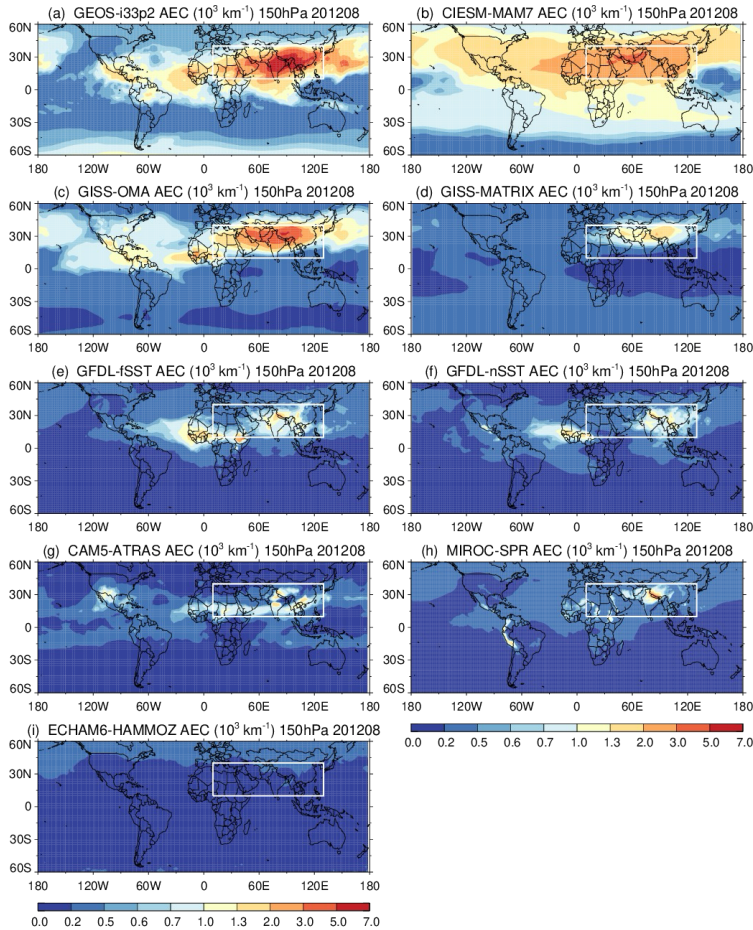 (a) GEOS-i33p2 AEC (10³ km⁻¹) 150hPa 201208
(b) CIESM-MAM7 AEC (10³ km⁻¹) 150hPa 201208
60N
30N
0
30S
60S
180 120W 60W 0 60E 120E 180
60N
30N
0
30S
60S
180 120W 60W 0 60E 120E 180
(c) GISS-OMA AEC (10³ km⁻¹) 150hPa 201208
(d) GISS-MATRIX AEC (10³ km⁻¹) 150hPa 201208
60N
30N
0
30S
60S
180 120W 60W 0 60E 120E 180
60N
30N
0
30S
60S
180 120W 60W 0 60E 120E 180
(e) GFDL-fSST AEC (10³ km⁻¹) 150hPa 201208
(f) GFDL-nSST AEC (10³ km⁻¹) 150hPa 201208
60N
30N
0
30S
60S
180 120W 60W 0 60E 120E 180
60N
30N
0
30S
60S
180 120W 60W 0 60E 120E 180
(g) CAM5-ATRAS AEC (10³ km⁻¹) 150hPa 201208
(h) MIROC-SPR AEC (10³ km⁻¹) 150hPa 201208
60N
30N
0
30S
60S
180 120W 60W 0 60E 120E 180
60N
30N
0
30S
60S
180 120W 60W 0 60E 120E 180
0.0 0.2 0.5 0.6 0.7 1.0 1.3 2.0 3.0 5.0 7.0
(i) ECHAM6-HAMMOZ AEC (10³ km⁻¹) 150hPa 201208
60N
30N
0
30S
60S
180 120W 60W 0 60E 120E 180
0.0 0.2 0.5 0.6 0.7 1.0 1.3 2.0 3.0 5.0 7.0